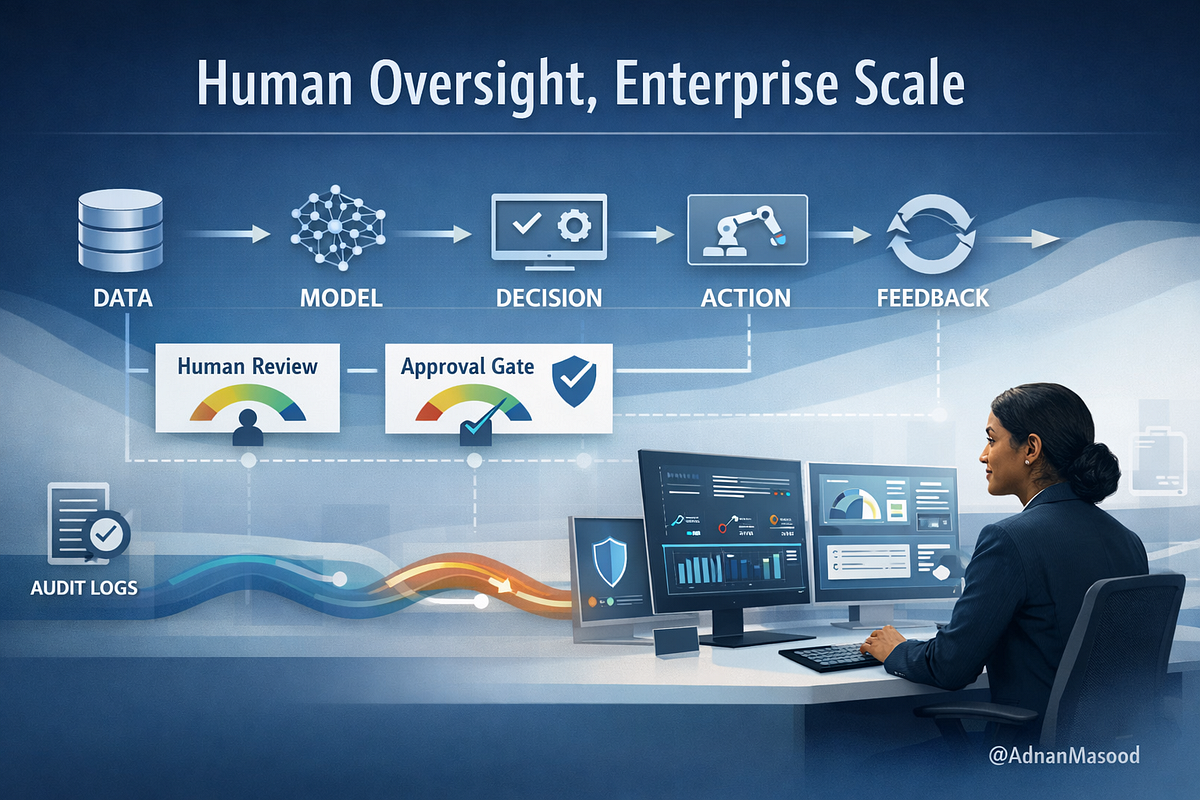 Human Oversight, Enterprise Scale
DATA
MODEL
DECISION
ACTION
FEEDBACK
Human Review
Approval Gate
AUDIT LOGS
@AdnanMasood